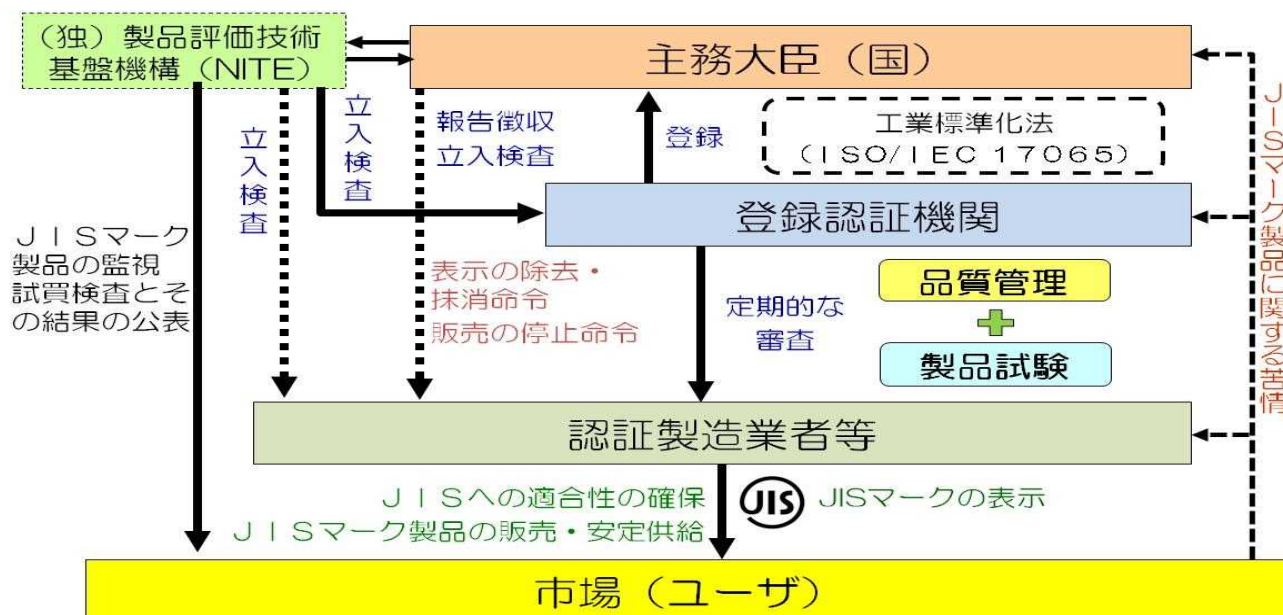 （独）製品評価技術
基盤機構（NITE）
主務大臣（国）
立入検査
立入検査
報告徴収
立入検査
登録
工業標準化法
（ＩＳＯ/ＩＥＣ １７０６５）
登録認証機関
ＪＩＳマーク
製品の監視
試買検査とそ
の結果の公表
表示の除去・
抹消命令
販売の停止命令
定期的な
審査
品質管理
製品試験
ＪＩＳマーク製品に関する苦情
認証製造業者等
ＪＩＳへの適合性の確保
ＪＩＳマーク製品の販売・安定供給
JIS
JISマークの表示
市場（ユーザ）